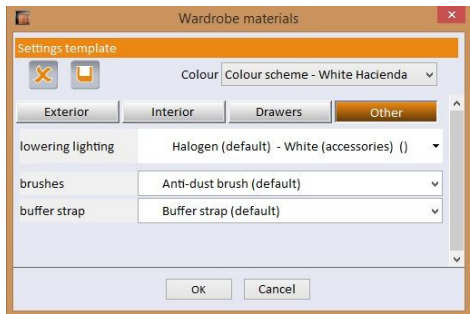 Wardrobe materials
Settings template
Colour Colour scheme - White Hacienda
Exterior Interior Drawers Other
lowering lighting Halogen (default) - White (accessories) ()
brushes Anti-dust brush (default)
buffer strap Buffer strap (default)
OK Cancel